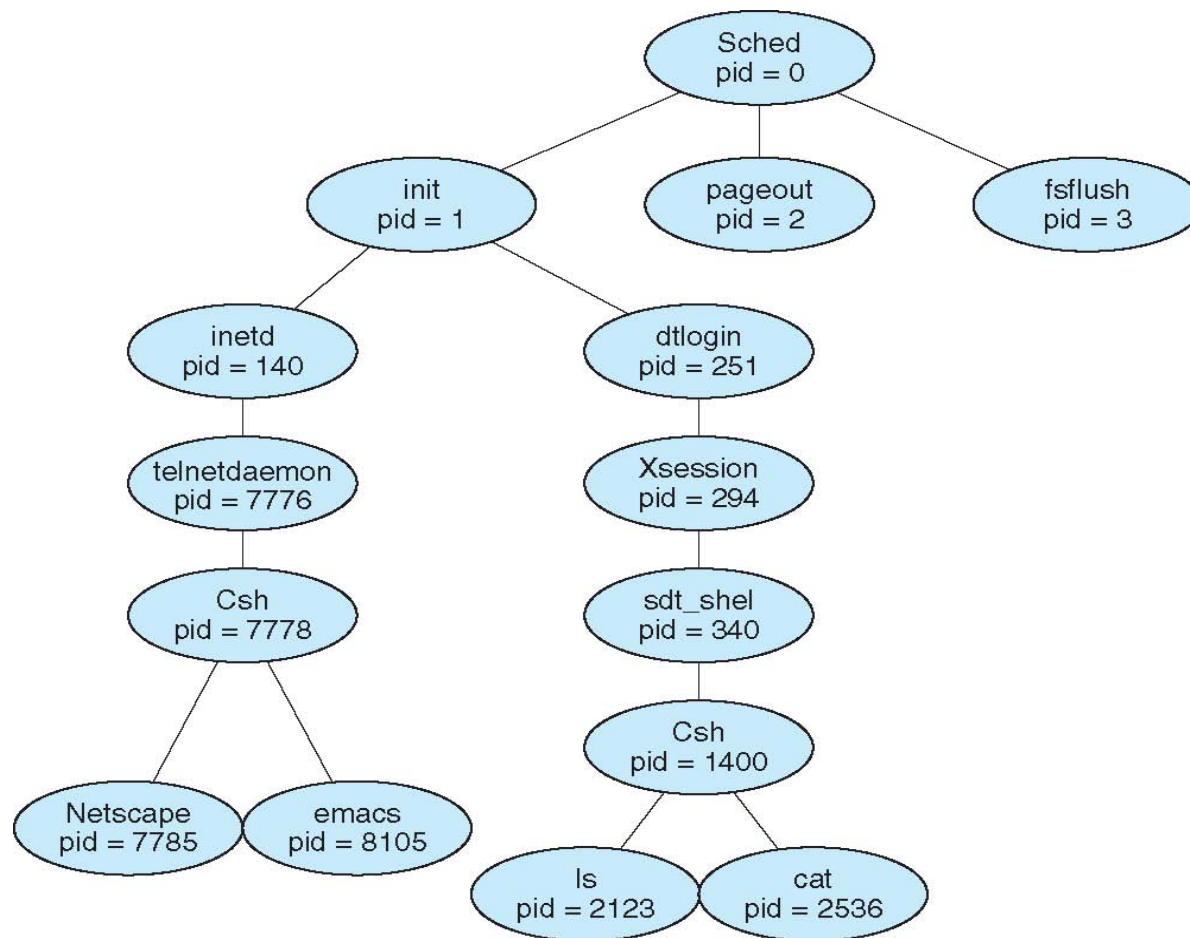 Sched
pid = 0
init
pid = 1
pageout
pid = 2
fsflush
pid = 3
inetd
pid = 140
dtlogin
pid = 251
telnetdaemon
pid = 7776
Xsession
pid = 294
Csh
pid = 7778
sdt_shel
pid = 340
Csh
pid = 1400
Netscape
pid = 7785
emacs
pid = 8105
ls
pid = 2123
cat
pid = 2536